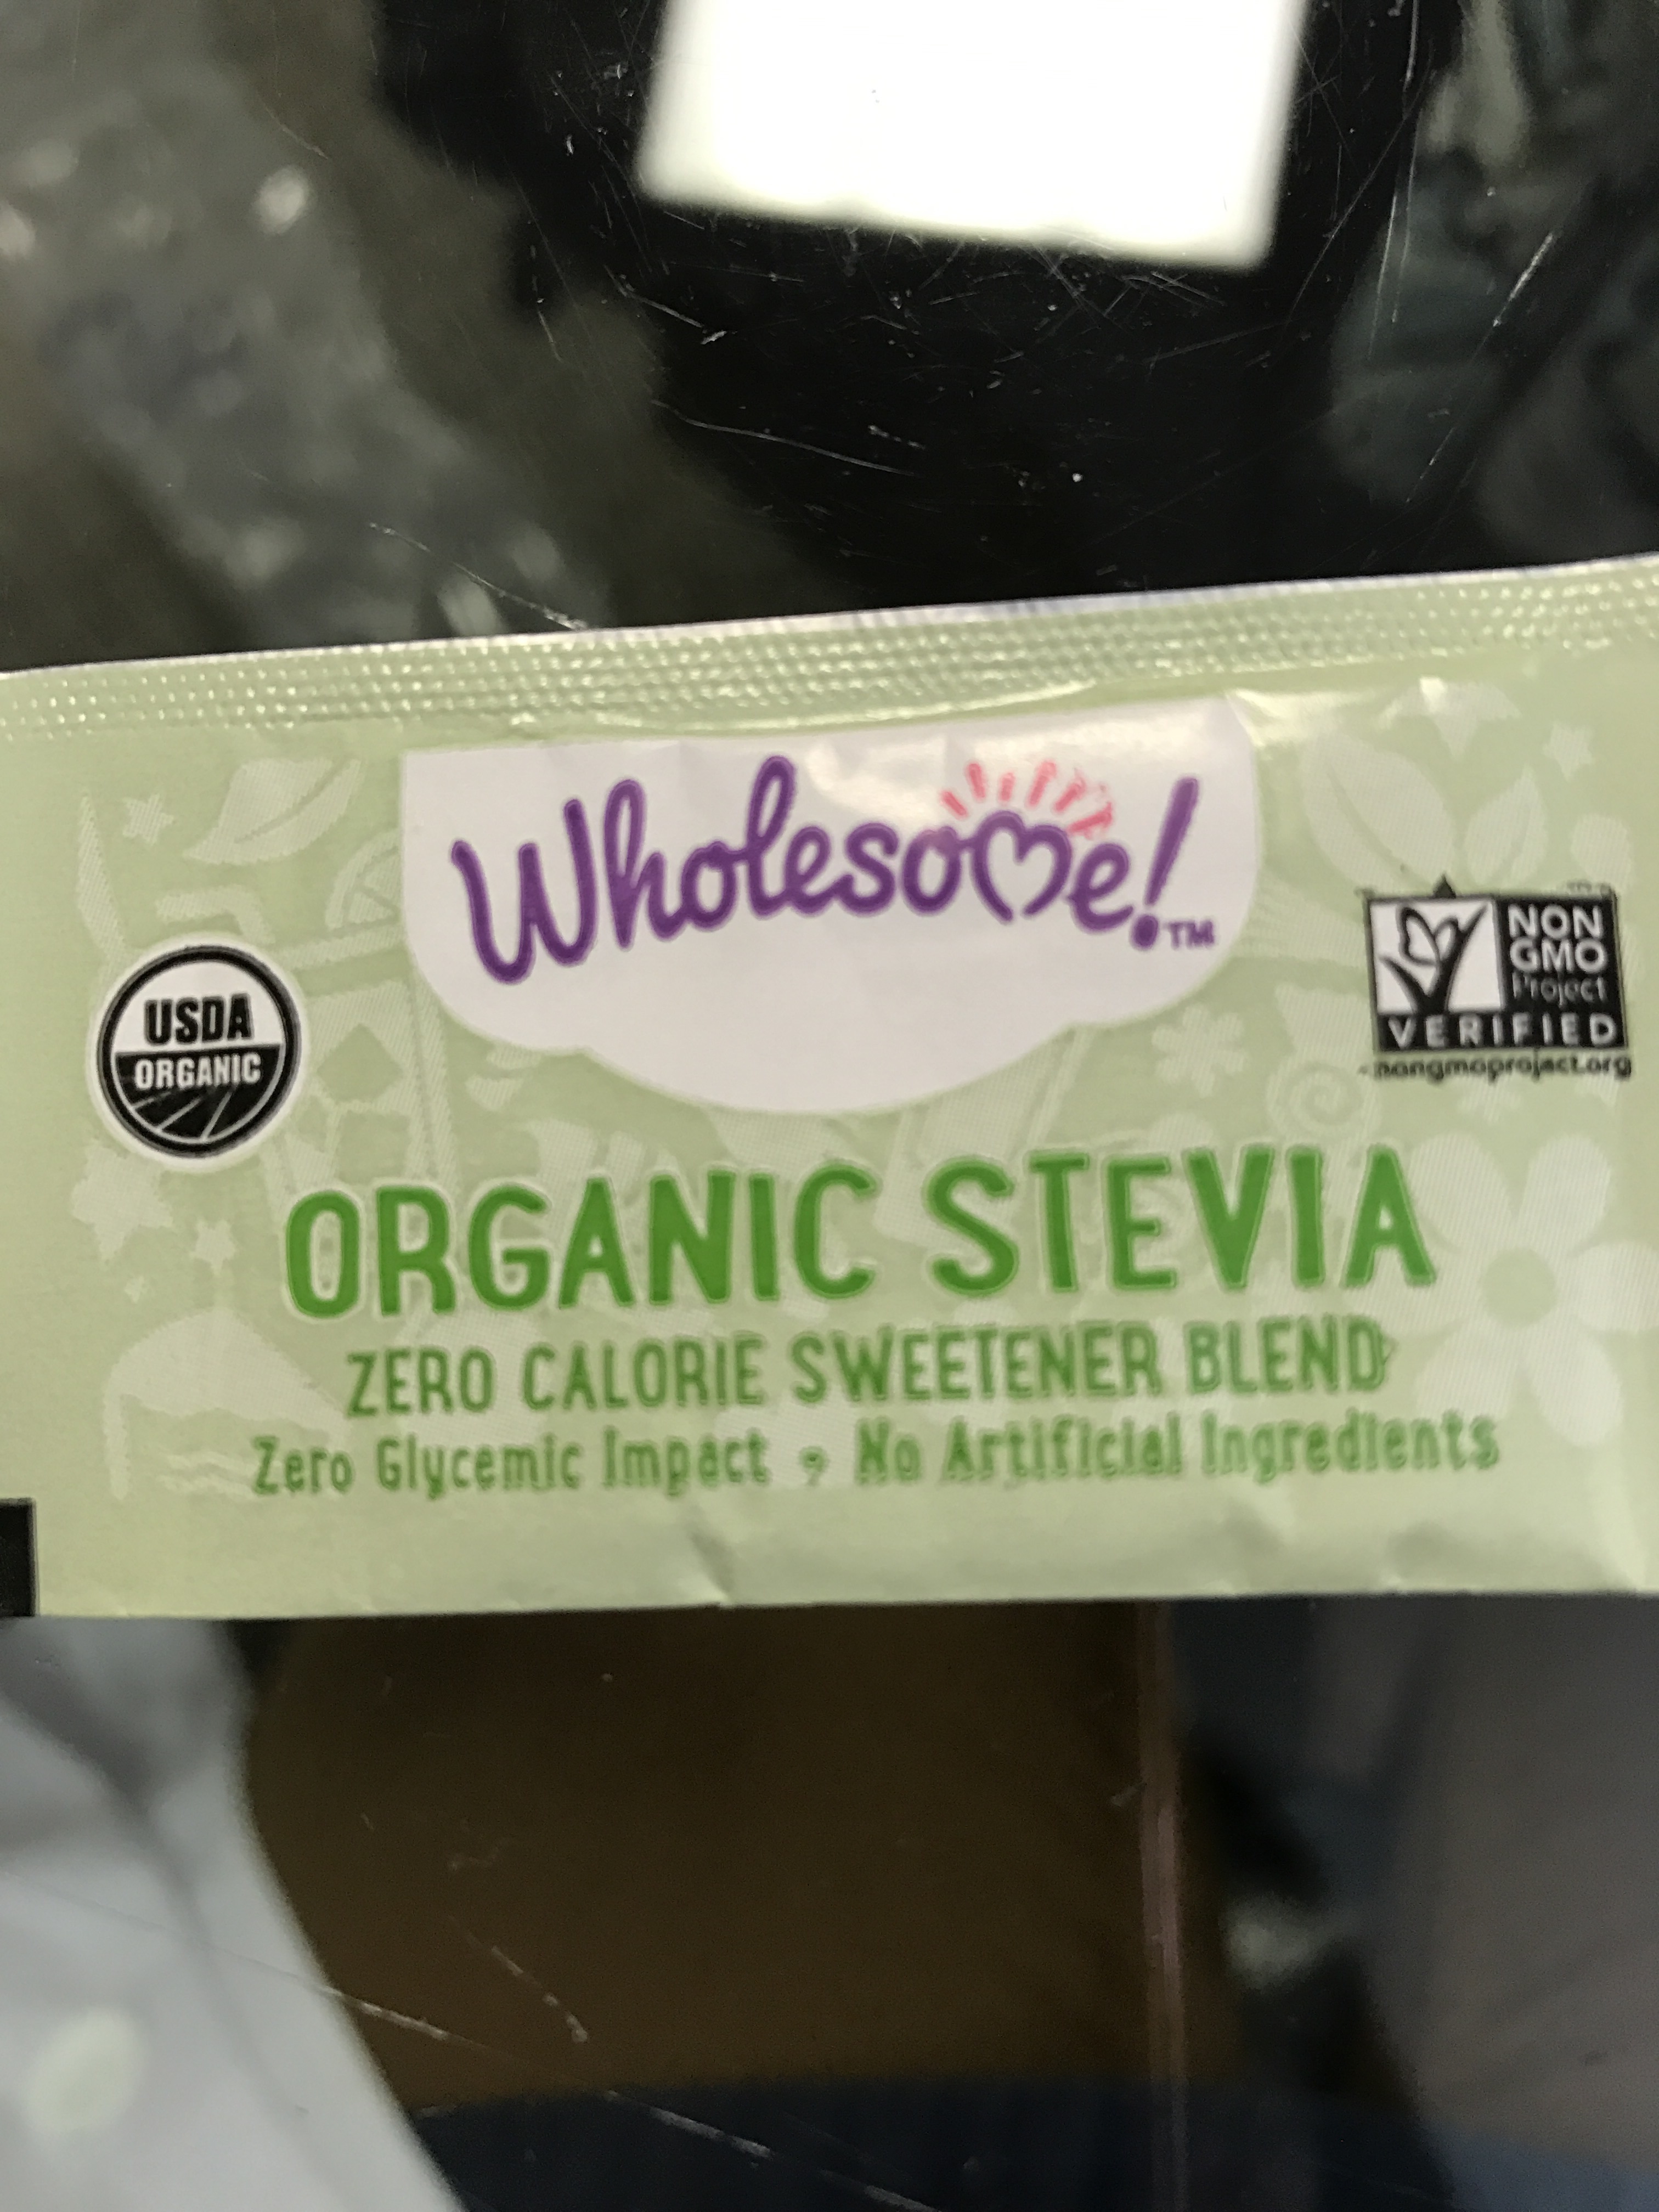 Wholesome!™
USDA
ORGANIC
NON
GMO
Project
VERIFIED
nongmoproject.org
ORGANIC STEVIA
ZERO CALORIE SWEETENER BLEND
Zero Glycemic Impact • No Artificial Ingredients